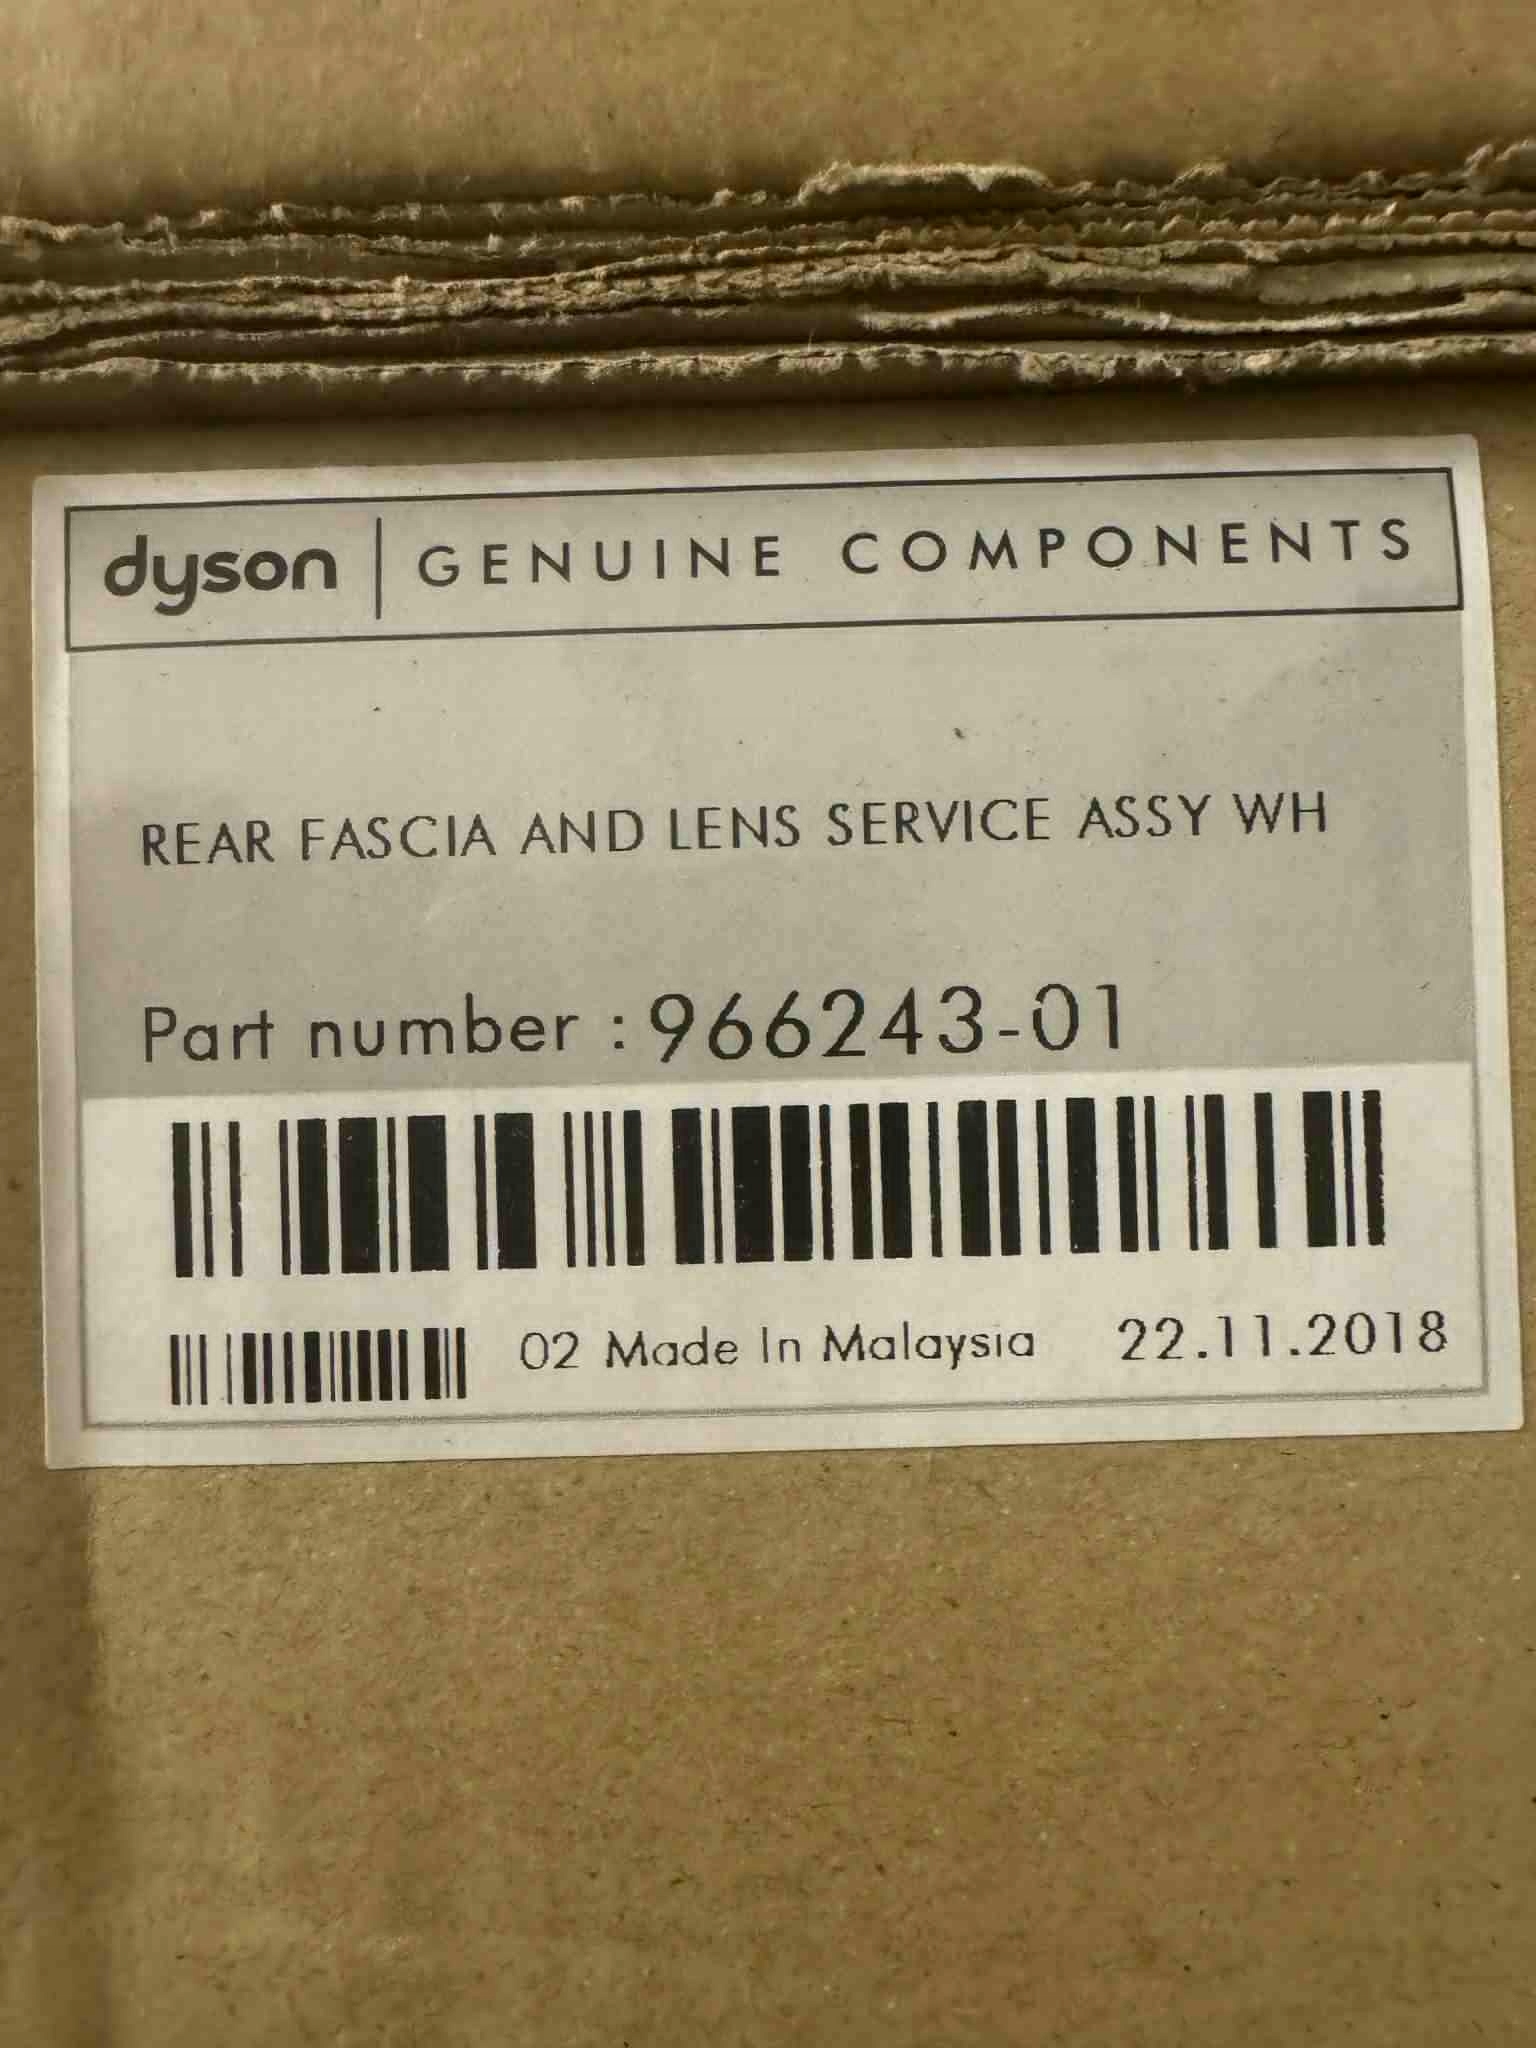 dyson GENUINE COMPONENTS
REAR FASCIA AND LENS SERVICE ASSY WH
Part number : 966243-01
02 Made In Malaysia 22.11.2018